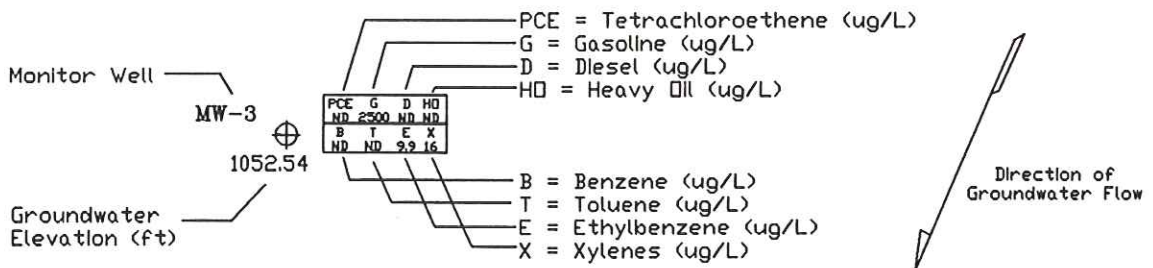 PCE = Tetrachloroethene (ug/L)
G = Gasoline (ug/L)
D = Diesel (ug/L)
HO = Heavy Oil (ug/L)
Monitor Well
MW-3
PCE G D HO
ND 2500 ND ND
B T E X
ND ND 9.9 16
1052.54
B = Benzene (ug/L)
T = Toluene (ug/L)
E = Ethylbenzene (ug/L)
X = Xylenes (ug/L)
Groundwater
Elevation (ft)
Direction of
Groundwater Flow